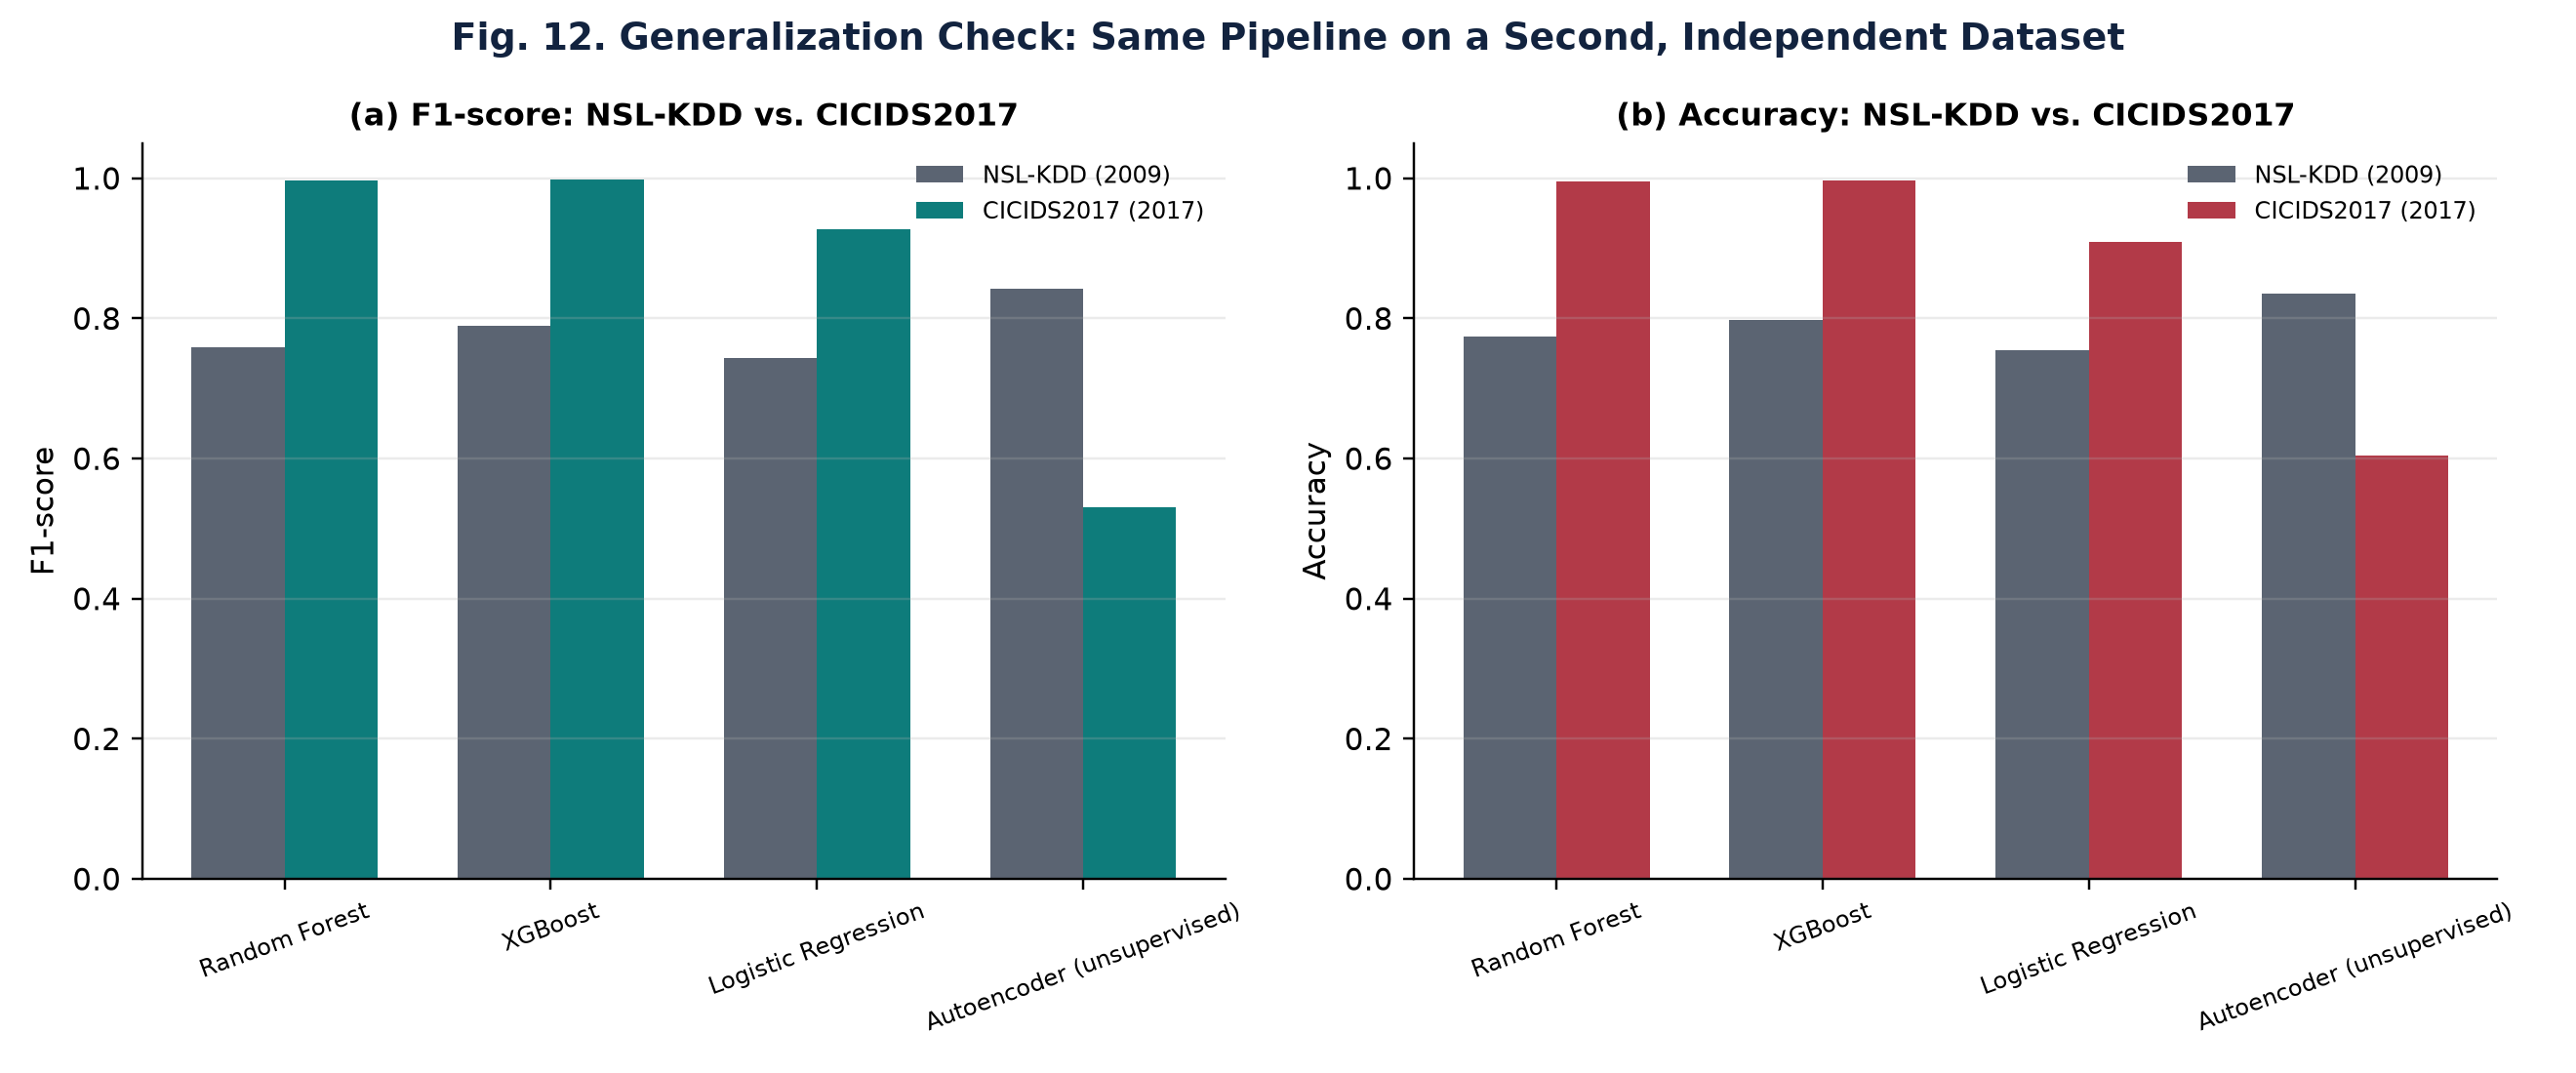 Fig. 12. Generalization Check: Same Pipeline on a Second, Independent Dataset
(a) F1-score: NSL-KDD vs. CICIDS2017
NSL-KDD (2009)
CICIDS2017 (2017)
1.0
0.8
0.6
0.4
0.2
0.0
F1-score
Random Forest
XGBoost
Logistic Regression
Autoencoder (unsupervised)
(b) Accuracy: NSL-KDD vs. CICIDS2017
NSL-KDD (2009)
CICIDS2017 (2017)
1.0
0.8
0.6
0.4
0.2
0.0
Accuracy
Random Forest
XGBoost
Logistic Regression
Autoencoder (unsupervised)